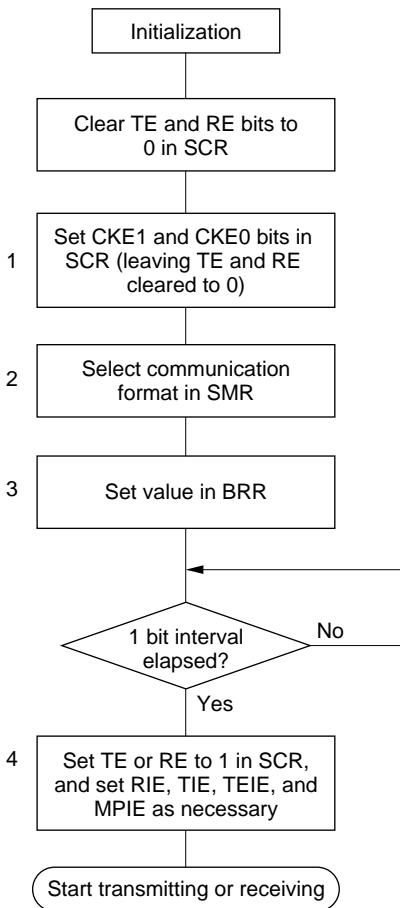 Initialization
Clear TE and RE bits to
0 in SCR
1
Set CKE1 and CKE0 bits in
SCR (leaving TE and RE
cleared to 0)
2
Select communication
format in SMR
3
Set value in BRR
1 bit interval
elapsed?
No
Yes
4
Set TE or RE to 1 in SCR,
and set RIE, TIE, TEIE, and
MPIE as necessary
Start transmitting or receiving